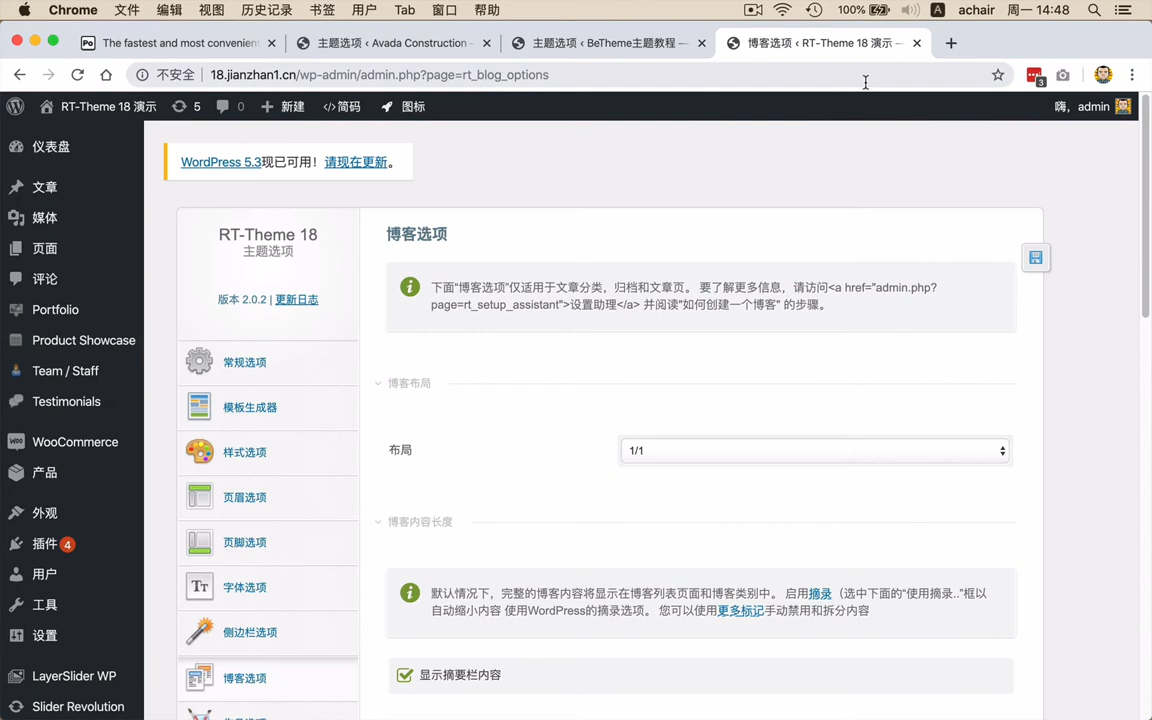 Chrome 文件 编辑 视图 历史记录 书签 用户 Tab 窗口 帮助 100% A achair 周一 14:48
Po The fastest and most convenien 主题选项 ‹ Avada Construction 主题选项 ‹ BeTheme主题教程 — 博客选项 ‹ RT-Theme 18 演示 —
不安全 18.jianzhan1.cn/wp-admin/admin.php?page=rt_blog_options 3
RT-Theme 18 演示 5 0 新建 </>简码 图标 嗨，admin
仪表盘
文章
媒体
页面
评论
Portfolio
Product Showcase
Team / Staff
Testimonials
woo WooCommerce
产品
外观
插件 4
用户
工具
设置
LayerSlider WP
Slider Revolution
WordPress 5.3现已可用！请现在更新。
RT-Theme 18
主题选项
版本 2.0.2 | 更新日志
常规选项
模板生成器
样式选项
页眉选项
页脚选项
TT 字体选项
侧边栏选项
博客选项
博客选项
下面“博客选项”仅适用于文章分类，归档和文章页。 要了解更多信息，请访问<a href="admin.php?
page=rt_setup_assistant">设置助理</a> 并阅读"如何创建一个博客" 的步骤。
博客布局
布局 1/1
博客内容长度
默认情况下，完整的博客内容将显示在博客列表页面和博客类别中。 启用摘录（选中下面的“使用摘录..”框以
自动缩小内容 使用WordPress的摘录选项。 您可以使用更多标记手动禁用和拆分内容
显示摘要栏内容